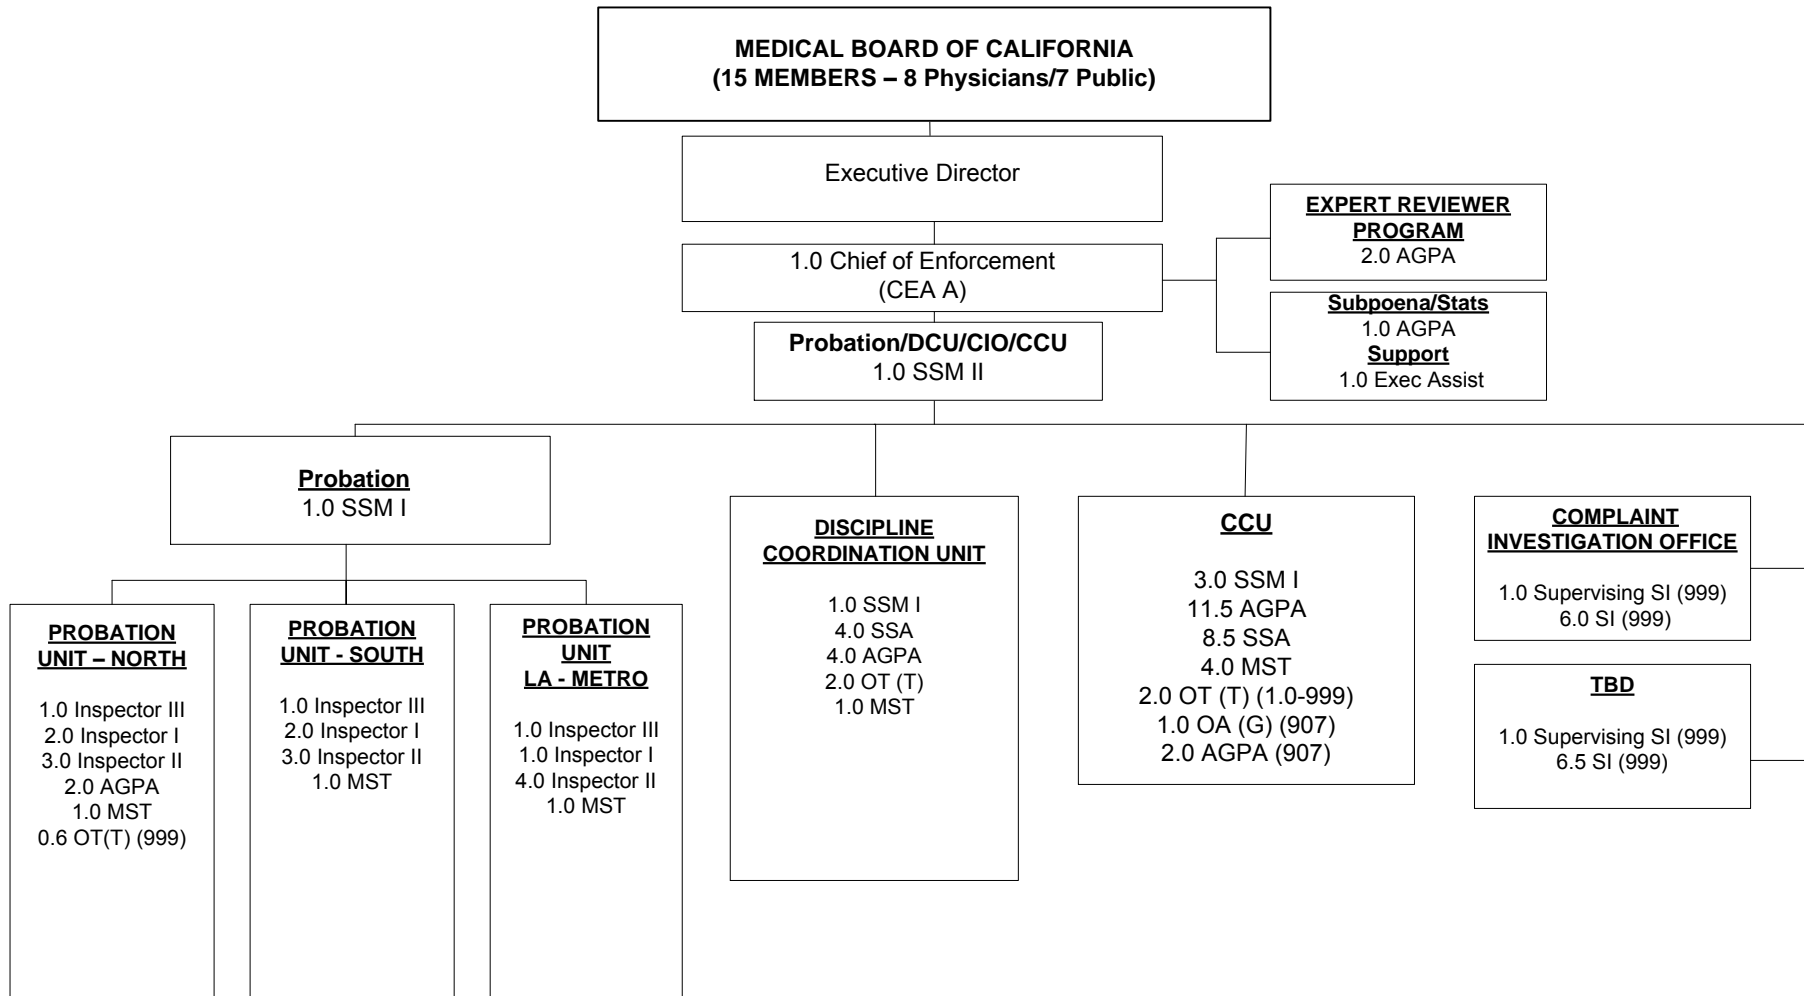 MEDICAL BOARD OF CALIFORNIA
(15 MEMBERS – 8 Physicians/7 Public)
Executive Director
1.0 Chief of Enforcement
(CEA A)
EXPERT REVIEWER
PROGRAM
2.0 AGPA
Subpoena/Stats
1.0 AGPA
Support
1.0 Exec Assist
Probation/DCU/CIO/CCU
1.0 SSM II
Probation
1.0 SSM I
PROBATION
UNIT – NORTH
1.0 Inspector III
2.0 Inspector I
3.0 Inspector II
2.0 AGPA
1.0 MST
0.6 OT(T) (999)
PROBATION
UNIT - SOUTH
1.0 Inspector III
2.0 Inspector I
3.0 Inspector II
1.0 MST
PROBATION
UNIT
LA - METRO
1.0 Inspector III
1.0 Inspector I
4.0 Inspector II
1.0 MST
DISCIPLINE
COORDINATION UNIT
1.0 SSM I
4.0 SSA
4.0 AGPA
2.0 OT (T)
1.0 MST
CCU
3.0 SSM I
11.5 AGPA
8.5 SSA
4.0 MST
2.0 OT (T) (1.0-999)
1.0 OA (G) (907)
2.0 AGPA (907)
COMPLAINT
INVESTIGATION OFFICE
1.0 Supervising SI (999)
6.0 SI (999)
TBD
1.0 Supervising SI (999)
6.5 SI (999)